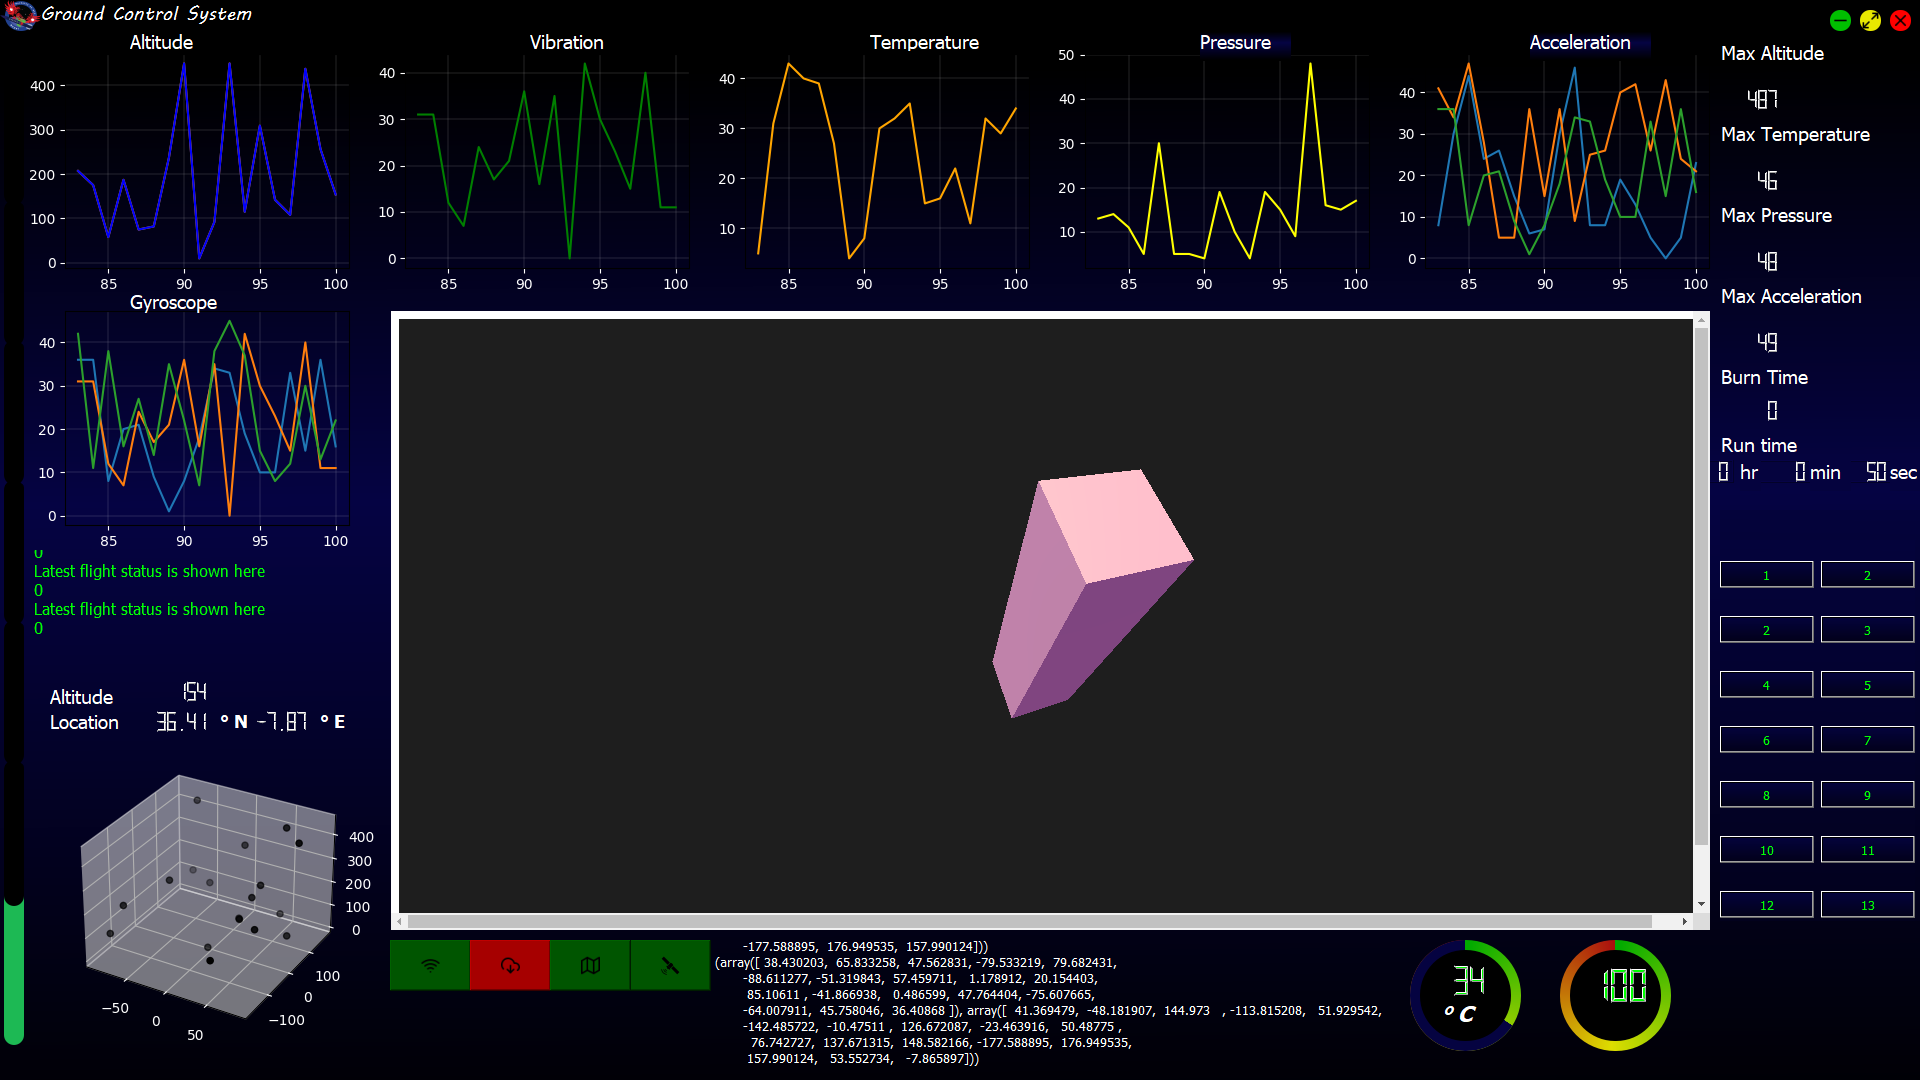 Ground Control System
Altitude
400
300
200
100
0
85 90 95 100
Vibration
40
30
20
10
0
85 90 95 100
Temperature
40
30
20
10
85 90 95 100
Pressure
50
40
30
20
10
85 90 95 100
Acceleration
40
30
20
10
0
85 90 95 100
Max Altitude
487
Max Temperature
46
Max Pressure
48
Max Acceleration
49
Burn Time
0
Run time
0 hr 0 min 50 sec
Gyroscope
40
30
20
10
0
85 90 95 100
0
Latest flight status is shown here
0
Latest flight status is shown here
0
Altitude 154
Location 36.41 ° N -7.87 ° E
400
300
200
100
0
100
0
−100
−50
0
50
1 2
2 3
4 5
6 7
8 9
10 11
12 13
-177.588895, 176.949535, 157.990124]))
(array([ 38.430203, 65.833258, 47.562831, -79.533219, 79.682431,
-88.611277, -51.319843, 57.459711, 1.178912, 20.154403,
85.10611 , -41.866938, 0.486599, 47.764404, -75.607665,
-64.007911, 45.758046, 36.40868 ]), array([ 41.369479, -48.181907, 144.973 , -113.815208, 51.929542,
-142.485722, -10.47511 , 126.672087, -23.463916, 50.48775 ,
76.742727, 137.671315, 148.582166, -177.588895, 176.949535,
157.990124, 53.552734, -7.865897]))
34
° C
100